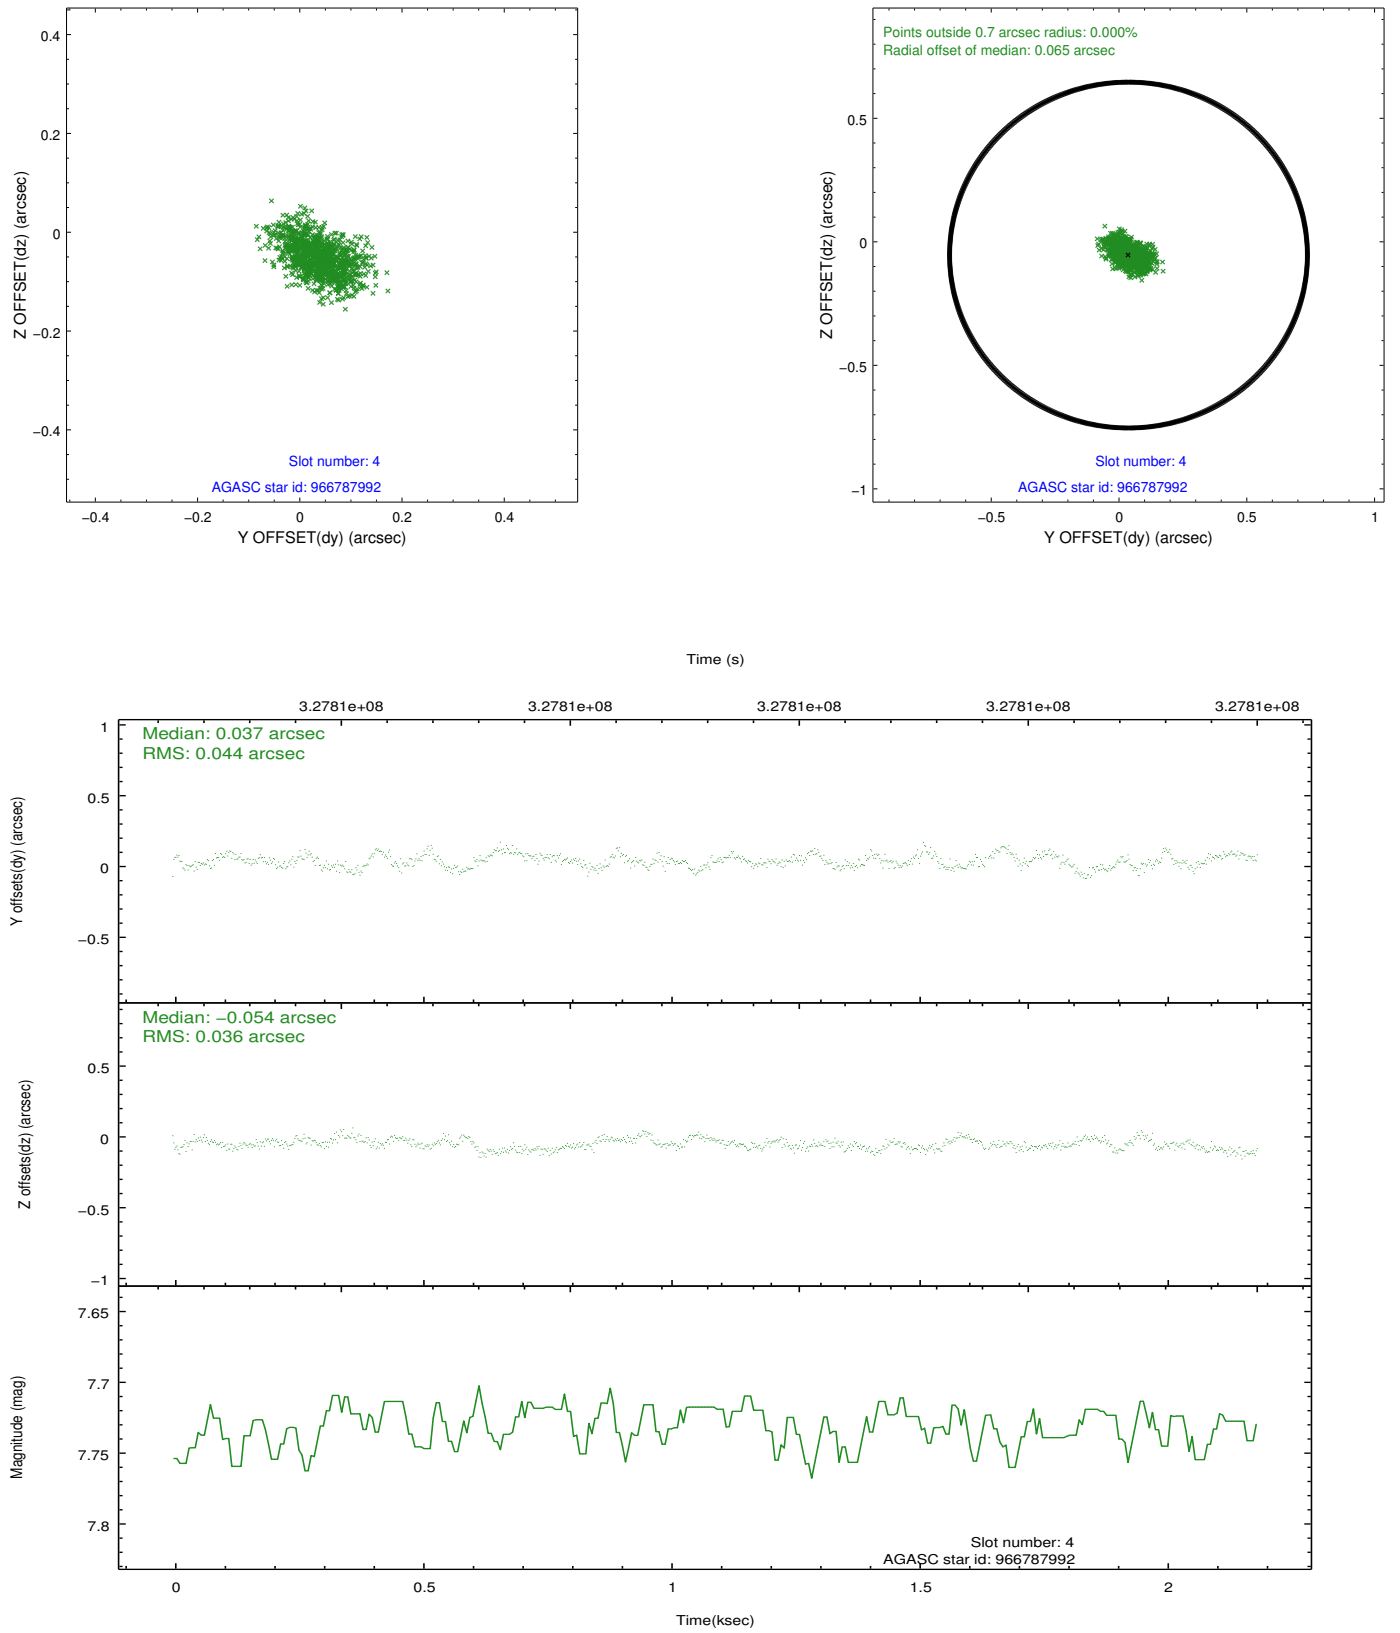 0.4
0.2
0
−0.2
−0.4
Z OFFSET(dz) (arcsec)
Slot number: 4
AGASC star id: 966787992
−0.4
−0.2
0
0.2
0.4
Y OFFSET(dy) (arcsec)
Points outside 0.7 arcsec radius: 0.000%
Radial offset of median: 0.065 arcsec
0.5
0
−0.5
−1
Z OFFSET(dz) (arcsec)
Slot number: 4
AGASC star id: 966787992
−0.5
0
0.5
1
Y OFFSET(dy) (arcsec)
Time (s)
3.2781e+08
3.2781e+08
3.2781e+08
3.2781e+08
3.2781e+08
Median: 0.037 arcsec
RMS: 0.044 arcsec
1
0.5
0
−0.5
Y offsets(dy) (arcsec)
Median: −0.054 arcsec
RMS: 0.036 arcsec
0.5
0
−0.5
−1
Z offsets(dz) (arcsec)
7.65
7.7
7.75
7.8
Magnitude (mag)
Slot number: 4
AGASC star id: 966787992
0
0.5
1
1.5
2
Time(ksec)